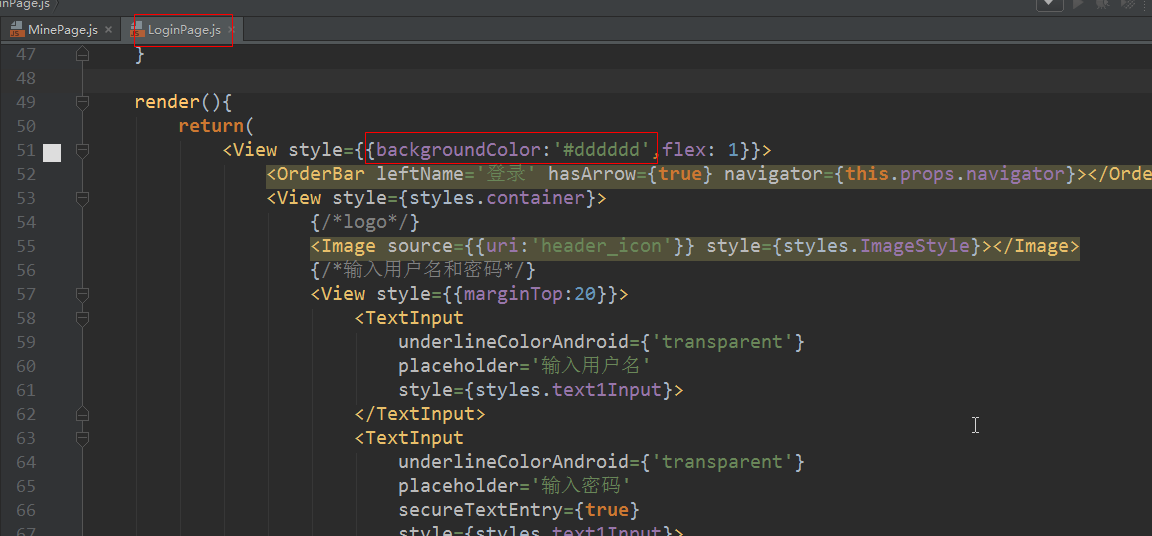 inPage.js
MinePage.js × LoginPage.js ×
47 }
48
49 render(){
50 return(
51 <View style={{backgroundColor:'#dddddd',flex: 1}}>
52 <OrderBar leftName='登录' hasArrow={true} navigator={this.props.navigator}></Orde
53 <View style={styles.container}>
54 {/*logo*/}
55 <Image source={{uri:'header_icon'}} style={styles.ImageStyle}></Image>
56 {/*输入用户名和密码*/}
57 <View style={{marginTop:20}}>
58 <TextInput
59 underlineColorAndroid={'transparent'}
60 placeholder='输入用户名'
61 style={styles.text1Input}>
62 </TextInput>
63 <TextInput
64 underlineColorAndroid={'transparent'}
65 placeholder='输入密码'
66 secureTextEntry={true}
67 style={styles.text1Input}>